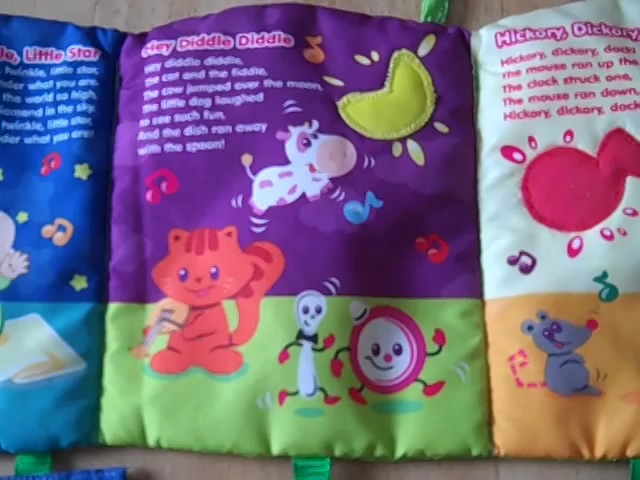 le, Little Star
Twinkle, little star,
nder what you are.
the world so high,
diamond in the sky.
Twinkle, little star,
nder what you are!
Hey Diddle Diddle
Hey diddle diddle,
the cat and the fiddle,
The cow jumped over the moon,
The little dog laughed
to see such fun,
And the dish ran away
with the spoon!
Hickory, Dickory,
Hickory, dickory, dock
The mouse ran up the
The clock struck one,
The mouse ran down,
Hickory, dickory, dock